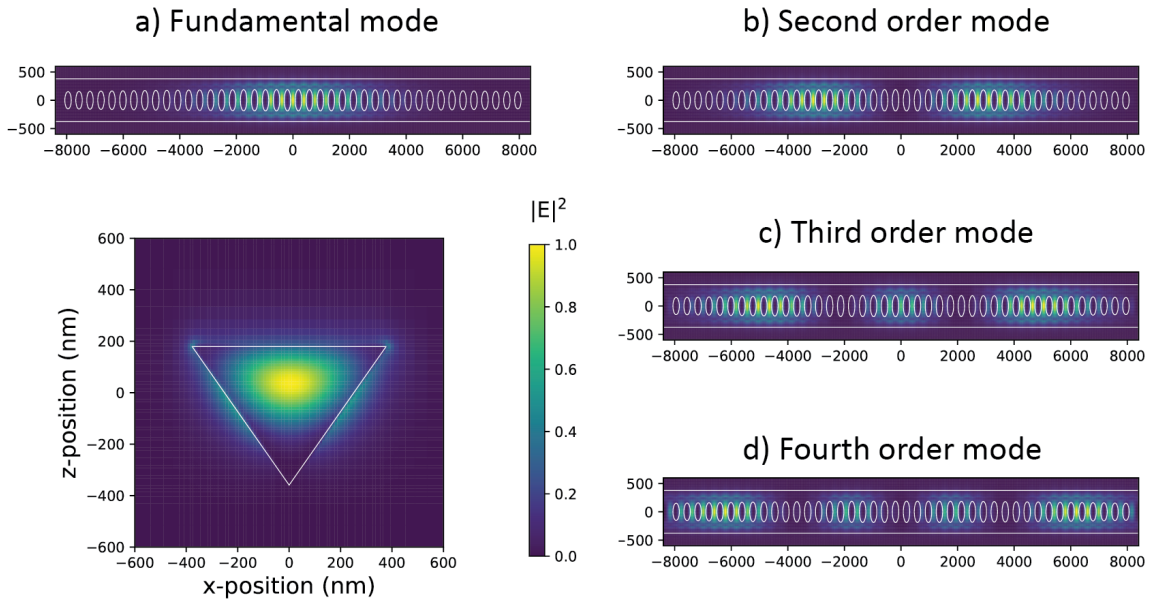 a) Fundamental mode
500
0
−500
−8000 −6000 −4000 −2000 0 2000 4000 6000 8000
b) Second order mode
500
0
−500
−8000 −6000 −4000 −2000 0 2000 4000 6000 8000
|E|²
600
400
200
0
−200
−400
−600
z-position (nm)
−600 −400 −200 0 200 400 600
x-position (nm)
1.0
0.8
0.6
0.4
0.2
0.0
c) Third order mode
500
0
−500
−8000 −6000 −4000 −2000 0 2000 4000 6000 8000
d) Fourth order mode
500
0
−500
−8000 −6000 −4000 −2000 0 2000 4000 6000 8000